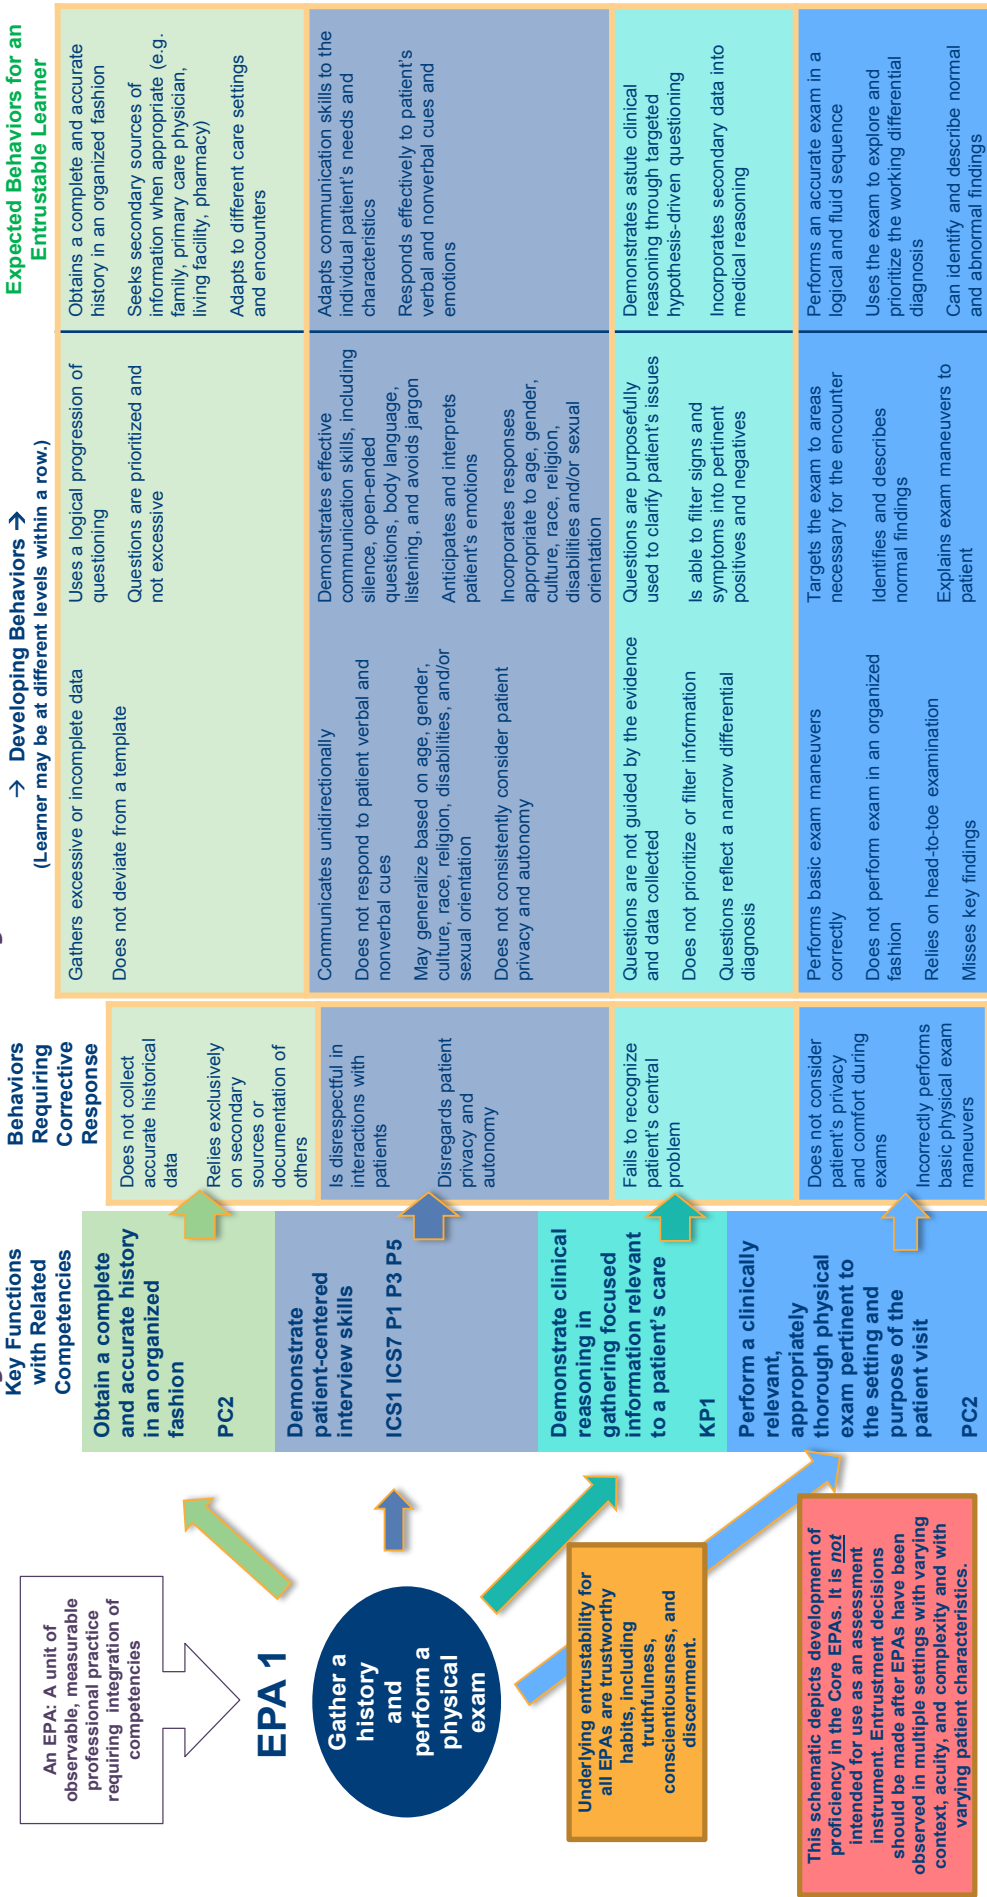 An EPA: A unit of
observable, measurable
professional practice
requiring integration of
competencies
EPA 1
Gather a
history
and
perform a
physical
exam
Underlying entrustability for
all EPAs are trustworthy
habits, including
truthfulness,
conscientiousness, and
discernment.
This schematic depicts development of
proficiency in the Core EPAs. It is not
intended for use as an assessment
instrument. Entrustment decisions
should be made after EPAs have been
observed in multiple settings with varying
context, acuity, and complexity and with
varying patient characteristics.
Key Functions
with Related
Competencies
Behaviors
Requiring
Corrective
Response
→ Developing Behaviors →
(Learner may be at different levels within a row.)
Expected Behaviors for an
Entrustable Learner
Obtain a complete
and accurate history
in an organized
fashion
PC2
Does not collect
accurate historical
data
Relies exclusively
on secondary
sources or
documentation of
others
Gathers excessive or incomplete data
Does not deviate from a template
Uses a logical progression of
questioning
Questions are prioritized and
not excessive
Obtains a complete and accurate
history in an organized fashion
Seeks secondary sources of
information when appropriate (e.g.
family, primary care physician,
living facility, pharmacy)
Adapts to different care settings
and encounters
Demonstrate
patient-centered
interview skills
ICS1 ICS7 P1 P3 P5
Is disrespectful in
interactions with
patients
Disregards patient
privacy and
autonomy
Communicates unidirectionally
Does not respond to patient verbal and
nonverbal cues
May generalize based on age, gender,
culture, race, religion, disabilities, and/or
sexual orientation
Does not consistently consider patient
privacy and autonomy
Demonstrates effective
communication skills, including
silence, open-ended
questions, body language,
listening, and avoids jargon
Anticipates and interprets
patient's emotions
Incorporates responses
appropriate to age, gender,
culture, race, religion,
disabilities and/or sexual
orientation
Adapts communication skills to the
individual patient's needs and
characteristics
Responds effectively to patient's
verbal and nonverbal cues and
emotions
Demonstrate clinical
reasoning in
gathering focused
information relevant
to a patient's care
KP1
Fails to recognize
patient's central
problem
Questions are not guided by the evidence
and data collected
Does not prioritize or filter information
Questions reflect a narrow differential
diagnosis
Questions are purposefully
used to clarify patient's issues
Is able to filter signs and
symptoms into pertinent
positives and negatives
Demonstrates astute clinical
reasoning through targeted
hypothesis-driven questioning
Incorporates secondary data into
medical reasoning
Perform a clinically
relevant,
appropriately
thorough physical
exam pertinent to
the setting and
purpose of the
patient visit
PC2
Does not consider
patient's privacy
and comfort during
exams
Incorrectly performs
basic physical exam
maneuvers
Performs basic exam maneuvers
correctly
Does not perform exam in an organized
fashion
Relies on head-to-toe examination
Misses key findings
Targets the exam to areas
necessary for the encounter
Identifies and describes
normal findings
Explains exam maneuvers to
patient
Performs an accurate exam in a
logical and fluid sequence
Uses the exam to explore and
prioritize the working differential
diagnosis
Can identify and describe normal
and abnormal findings